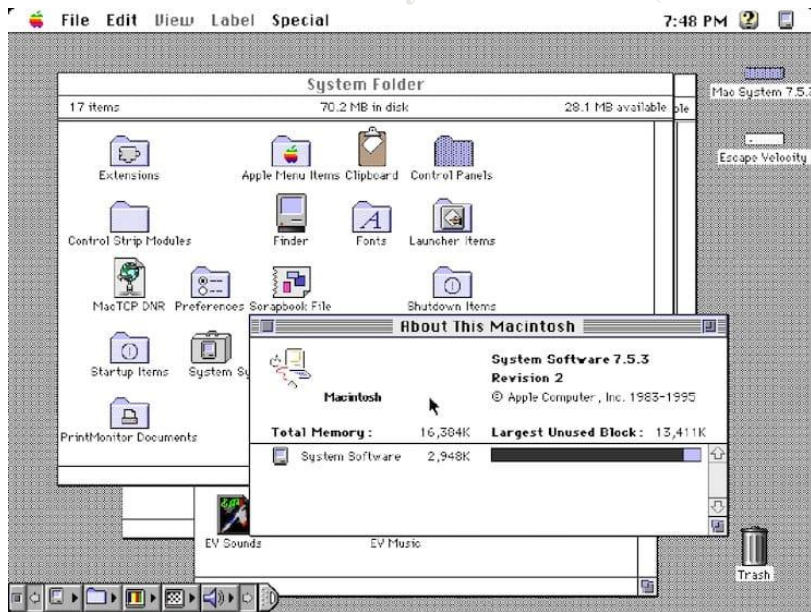 File Edit View Label Special 7:48 PM
System Folder
17 items 70.2 MB in disk 28.1 MB available ble
Mac System 7.5.3
Escape Velocity
Extensions Apple Menu Items Clipboard Control Panels
Control Strip Modules Finder Fonts Launcher Items
MacTCP DNR Preferences Scrapbook File Shutdown Items
Startup Items System Su
PrintMonitor Documents
About This Macintosh
System Software 7.5.3
Revision 2
Macintosh © Apple Computer, Inc. 1983-1995
Total Memory : 16,384K Largest Unused Block : 13,411K
System Software 2,948K
EV Sounds EV Music
Trash